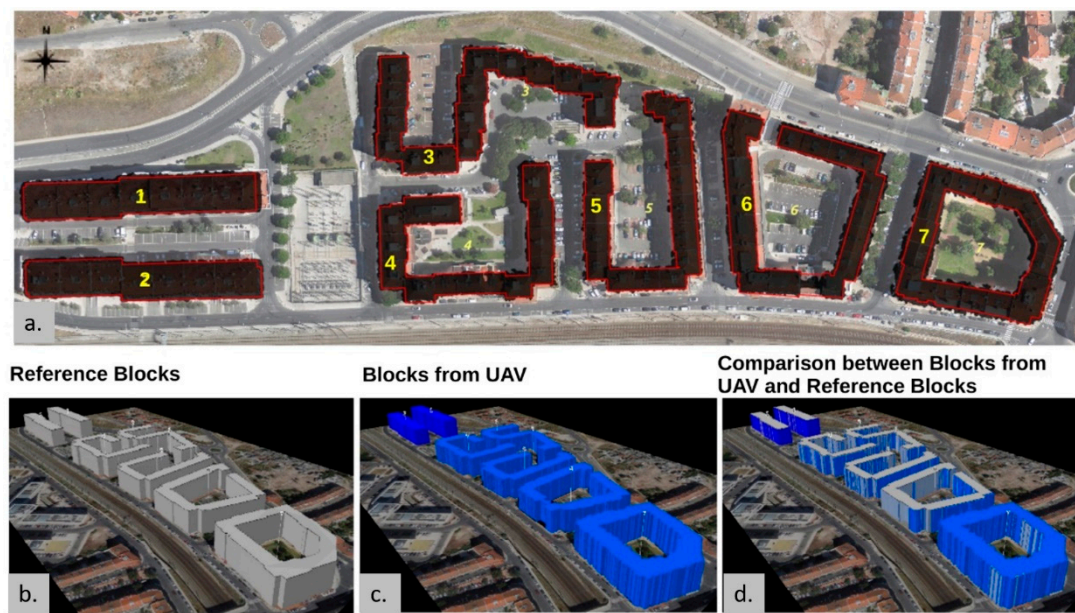 N
3
1
3
5
6
6
7
7
5
4
4
2
a.
Reference Blocks
Blocks from UAV
Comparison between Blocks from
UAV and Reference Blocks
b.
c.
d.